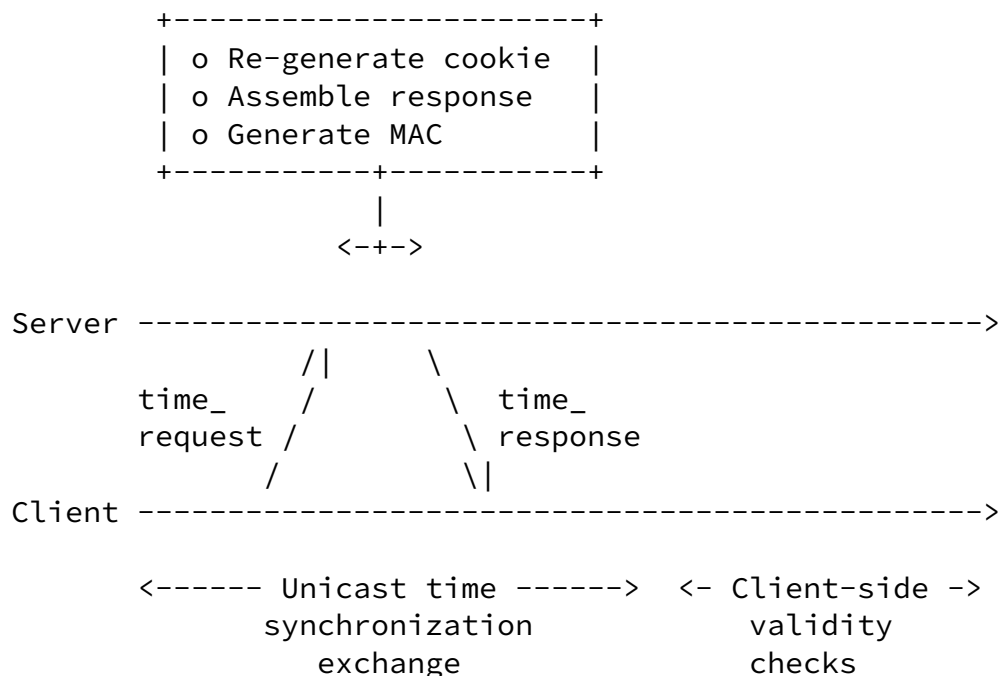 +-----------------------+
| o Re-generate cookie  |
| o Assemble response   |
| o Generate MAC        |
+-----------+-----------+
|
<-+->
Server ----------------------------------------------->
/|      \
time_    /        \  time_
request /          \ response
/            \|
Client ----------------------------------------------->
<------ Unicast time ------>  <- Client-side ->
synchronization            validity
exchange                checks